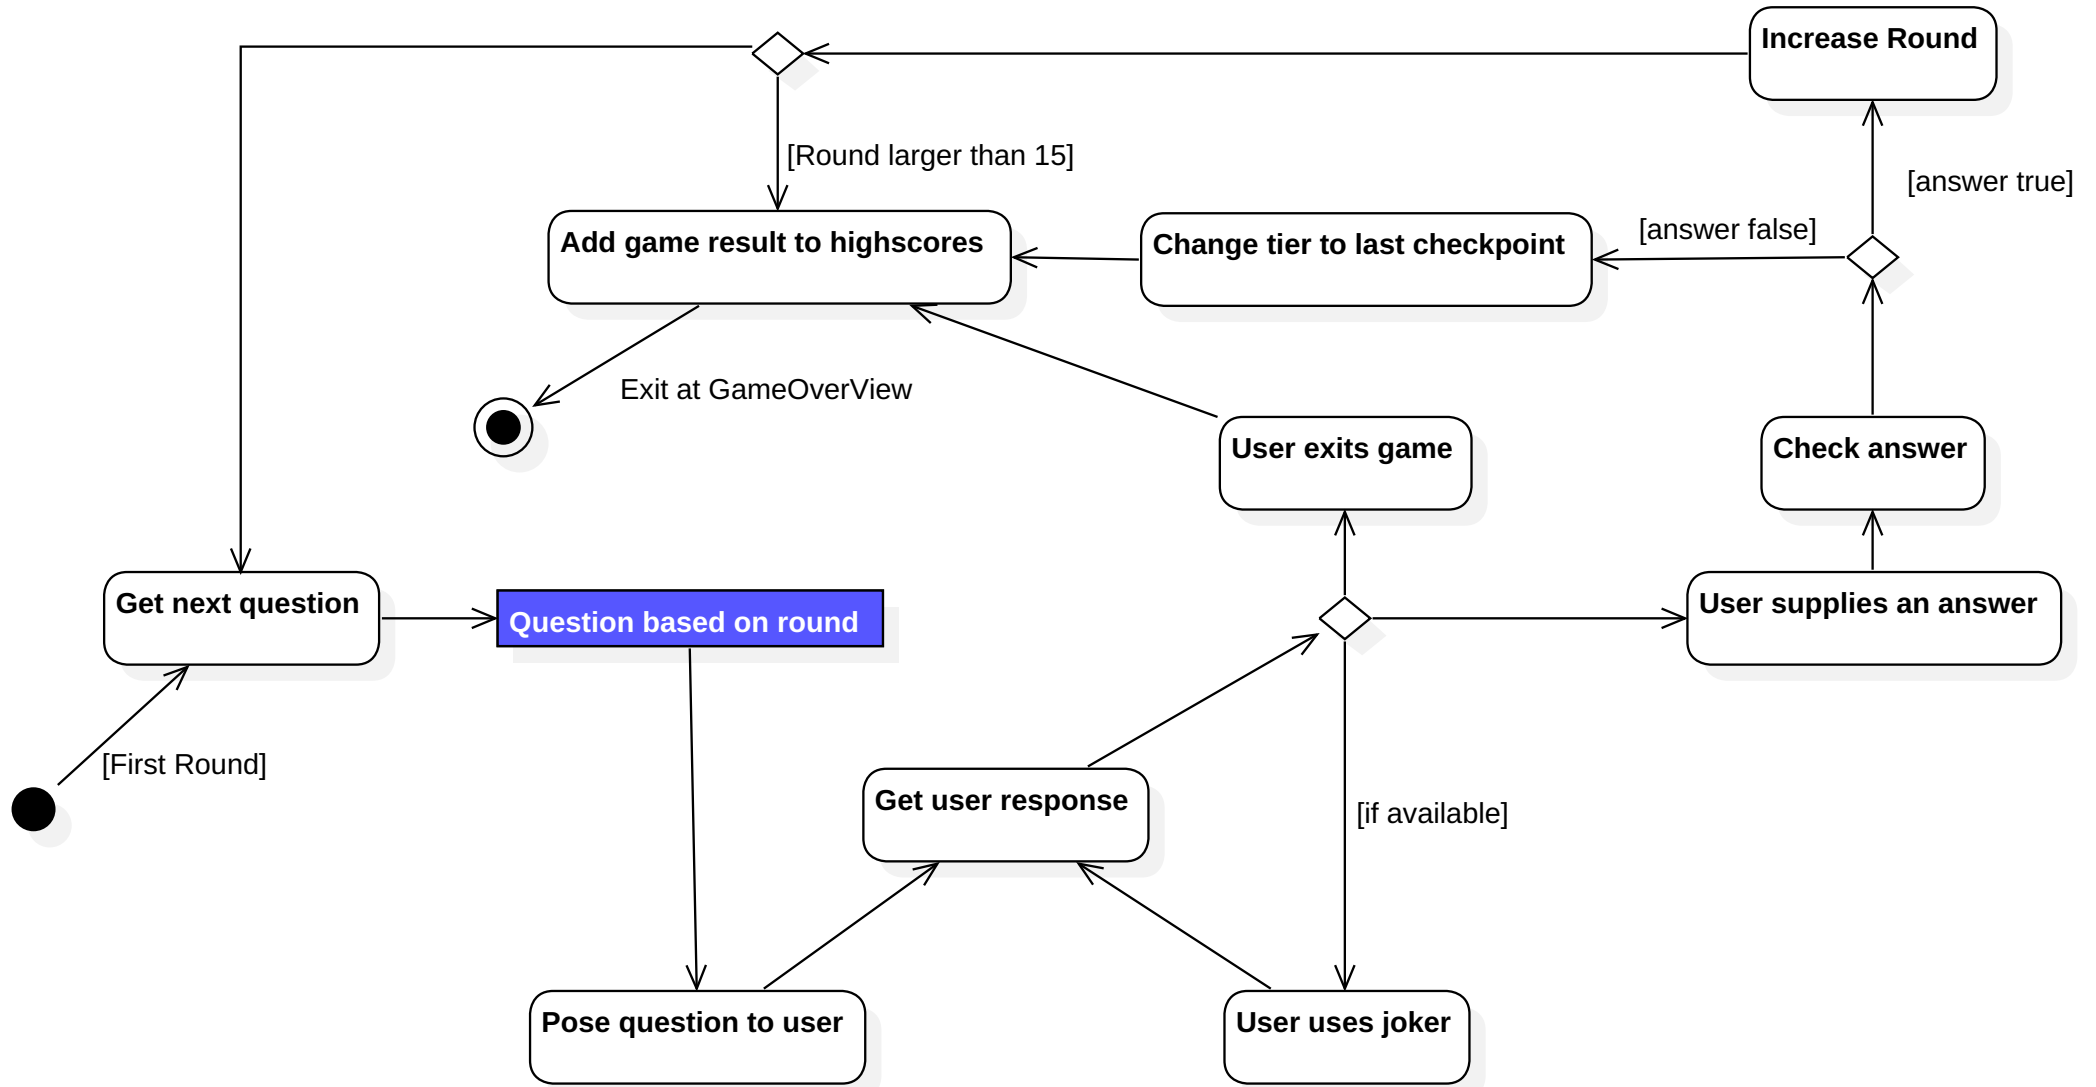 Increase Round
[Round larger than 15]
[answer true]
[answer false]
Add game result to highscores
Change tier to last checkpoint
Exit at GameOverView
User exits game
Check answer
Get next question
Question based on round
User supplies an answer
[First Round]
Get user response
[if available]
Pose question to user
User uses joker